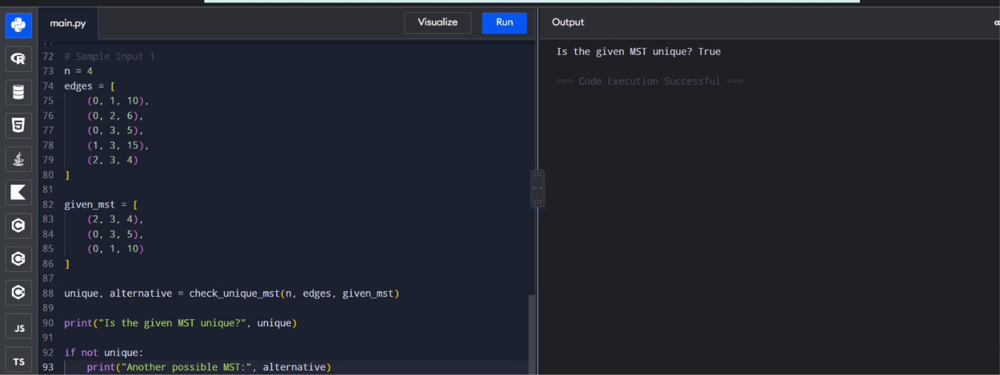 main.py
Visualize
Run
Output
72 # Sample Input 1
73 n = 4
74 edges = [
75 (0, 1, 10),
76 (0, 2, 6),
77 (0, 3, 5),
78 (1, 3, 15),
79 (2, 3, 4)
80 ]
81
82 given_mst = [
83 (2, 3, 4),
84 (0, 3, 5),
85 (0, 1, 10)
86 ]
87
88 unique, alternative = check_unique_mst(n, edges, given_mst)
89
90 print("Is the given MST unique?", unique)
91
92 if not unique:
93 print("Another possible MST:", alternative)
JS
TS
Is the given MST unique? True
=== Code Execution Successful ===